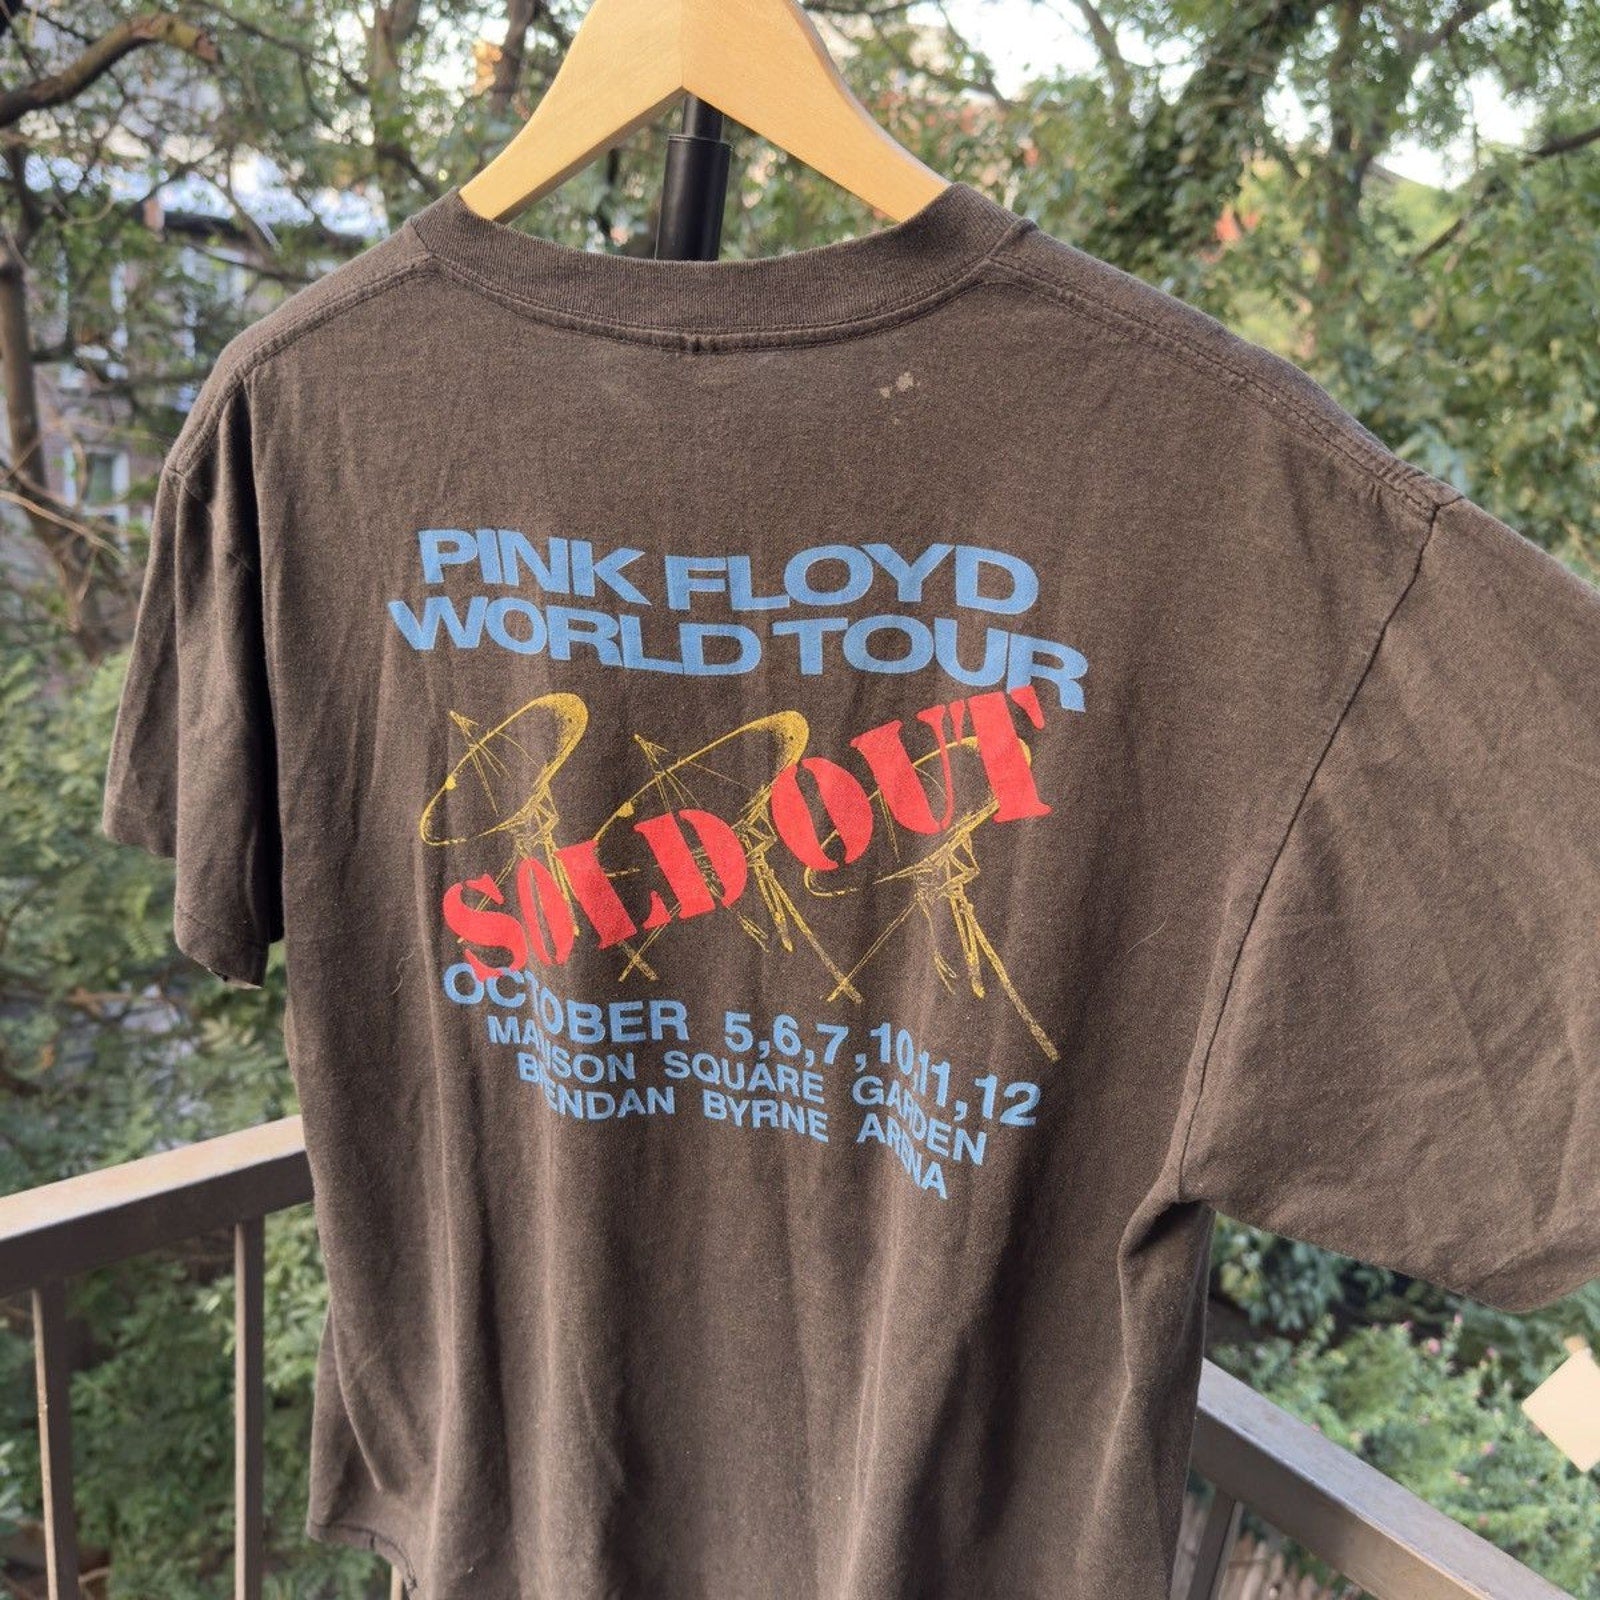 PINK FLOYD
WORLD TOUR
SOLD OUT
OCTOBER 5,6,7,10,11,12
MADISON SQUARE GARDEN
BRENDAN BYRNE ARENA